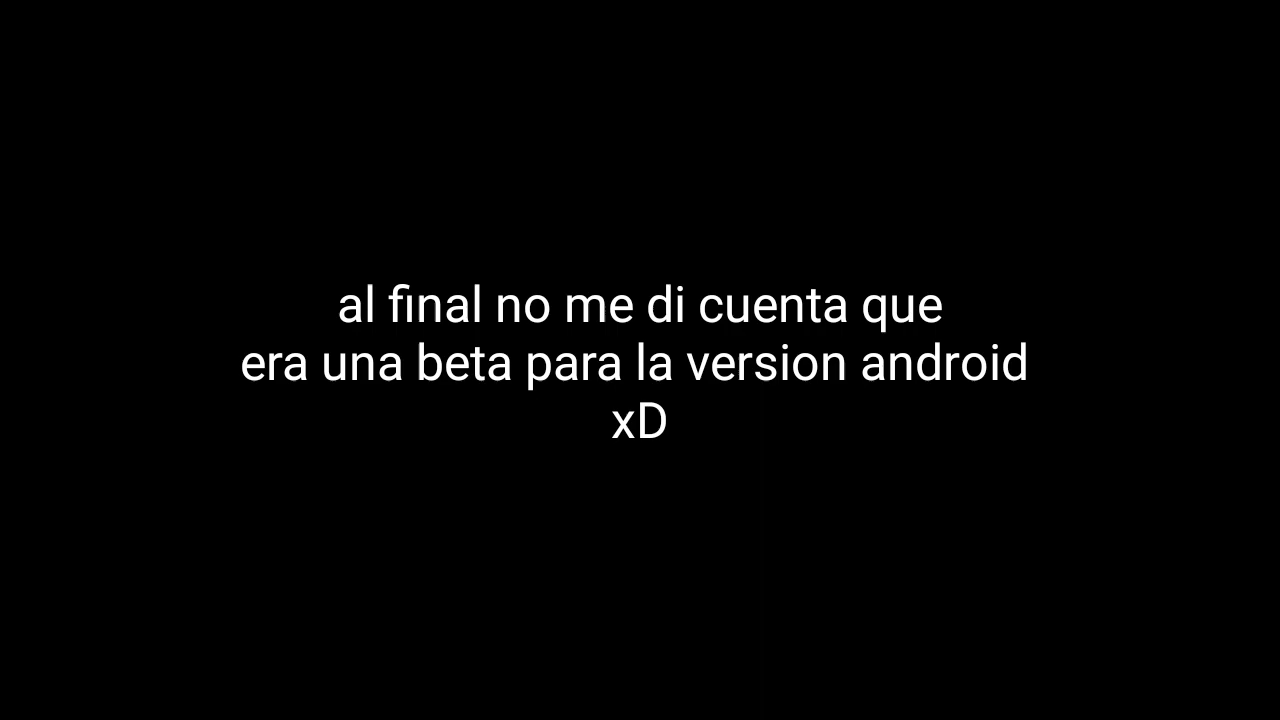 al final no me di cuenta que
era una beta para la version android
xD